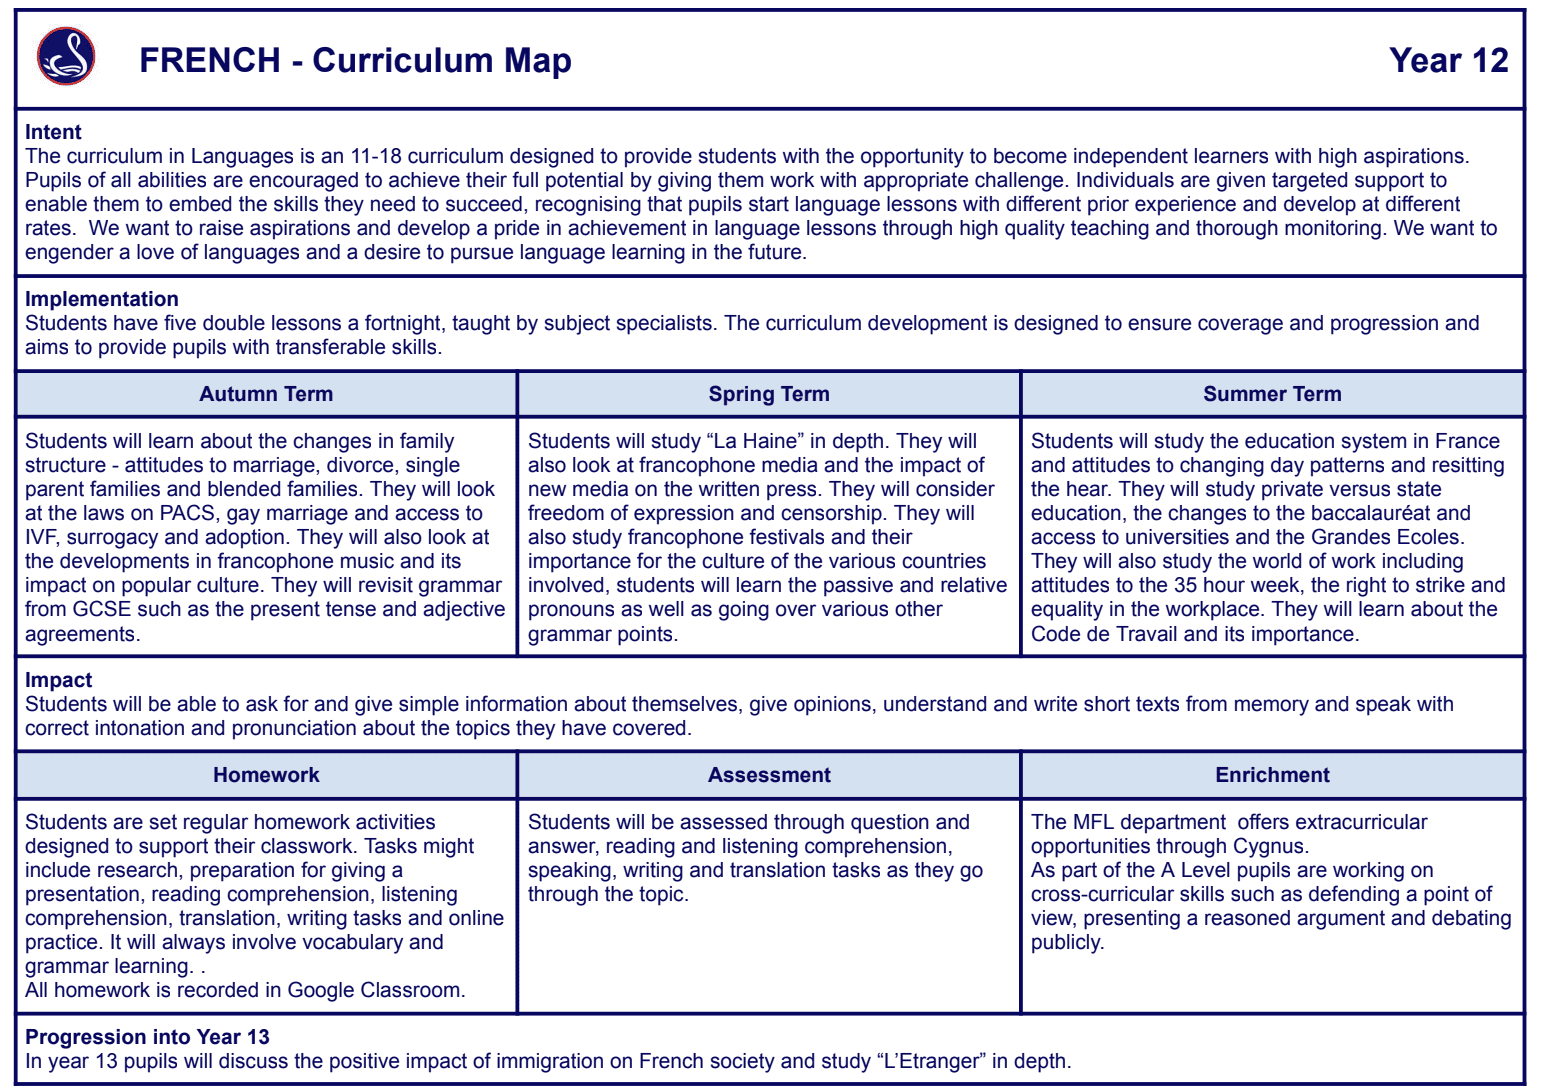 FRENCH - Curriculum Map
Year 12
Intent
The curriculum in Languages is an 11-18 curriculum designed to provide students with the opportunity to become independent learners with high aspirations.
Pupils of all abilities are encouraged to achieve their full potential by giving them work with appropriate challenge. Individuals are given targeted support to
enable them to embed the skills they need to succeed, recognising that pupils start language lessons with different prior experience and develop at different
rates.  We want to raise aspirations and develop a pride in achievement in language lessons through high quality teaching and thorough monitoring. We want to
engender a love of languages and a desire to pursue language learning in the future.
Implementation
Students have five double lessons a fortnight, taught by subject specialists. The curriculum development is designed to ensure coverage and progression and
aims to provide pupils with transferable skills.
Autumn Term
Students will learn about the changes in family
structure - attitudes to marriage, divorce, single
parent families and blended families. They will look
at the laws on PACS, gay marriage and access to
IVF, surrogacy and adoption. They will also look at
the developments in francophone music and its
impact on popular culture. They will revisit grammar
from GCSE such as the present tense and adjective
agreements.
Spring Term
Students will study “La Haine” in depth. They will
also look at francophone media and the impact of
new media on the written press. They will consider
freedom of expression and censorship. They will
also study francophone festivals and their
importance for the culture of the various countries
involved, students will learn the passive and relative
pronouns as well as going over various other
grammar points.
Summer Term
Students will study the education system in France
and attitudes to changing day patterns and resitting
the hear. They will study private versus state
education, the changes to the baccalauréat and
access to universities and the Grandes Ecoles.
They will also study the world of work including
attitudes to the 35 hour week, the right to strike and
equality in the workplace. They will learn about the
Code de Travail and its importance.
Impact
Students will be able to ask for and give simple information about themselves, give opinions, understand and write short texts from memory and speak with
correct intonation and pronunciation about the topics they have covered.
Homework
Students are set regular homework activities
designed to support their classwork. Tasks might
include research, preparation for giving a
presentation, reading comprehension, listening
comprehension, translation, writing tasks and online
practice. It will always involve vocabulary and
grammar learning. .
All homework is recorded in Google Classroom.
Assessment
Students will be assessed through question and
answer, reading and listening comprehension,
speaking, writing and translation tasks as they go
through the topic.
Enrichment
The MFL department  offers extracurricular
opportunities through Cygnus.
As part of the A Level pupils are working on
cross-curricular skills such as defending a point of
view, presenting a reasoned argument and debating
publicly.
Progression into Year 13
In year 13 pupils will discuss the positive impact of immigration on French society and study “L’Etranger” in depth.